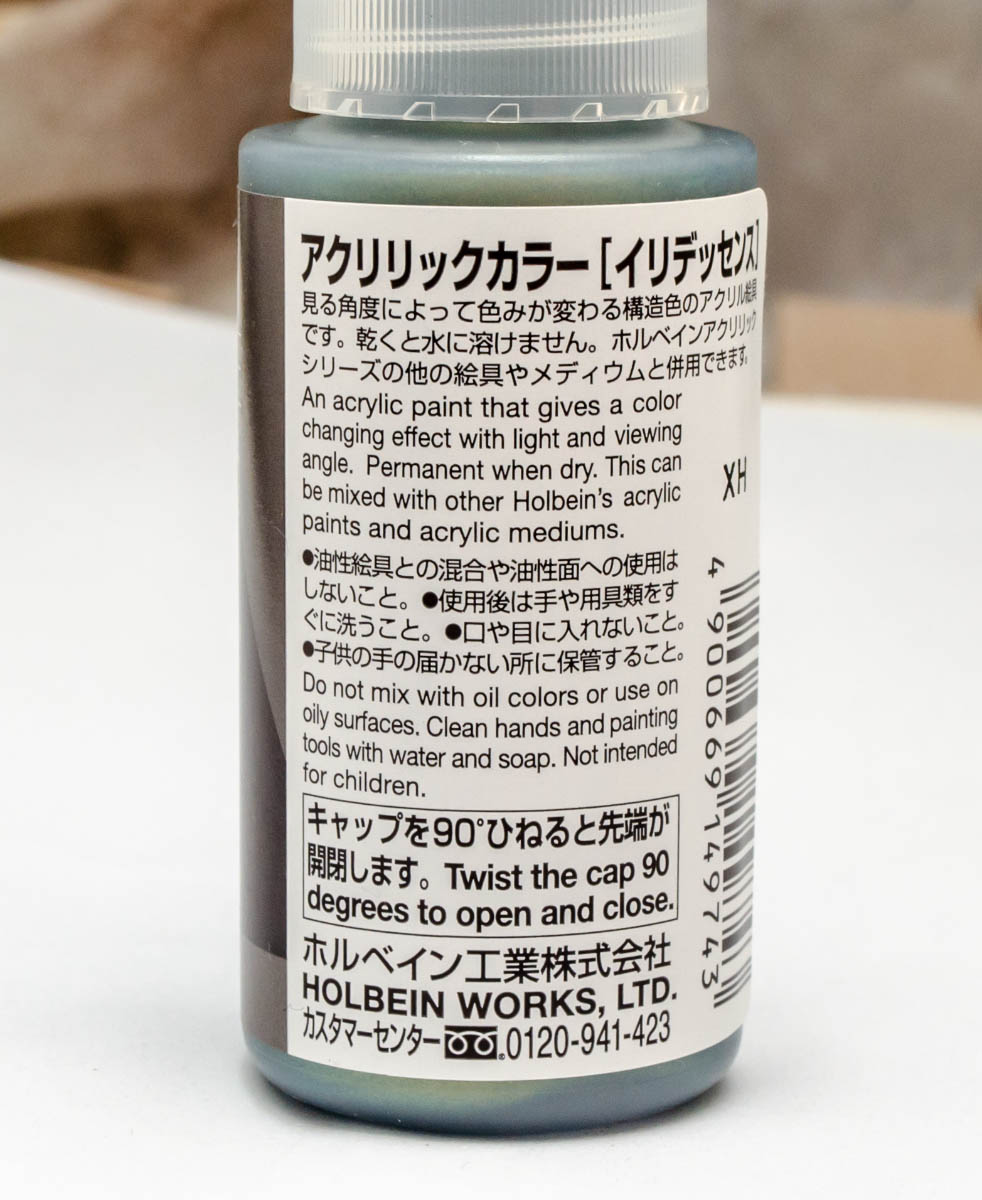 アクリリックカラー[イリデッセンス]
見る角度によって色みが変わる構造色のアクリル絵具
です。乾くと水に溶けません。ホルベインアクリリック
シリーズの他の絵具やメディウムと併用できます。
An acrylic paint that gives a color
changing effect with light and viewing
angle. Permanent when dry. This can
be mixed with other Holbein's acrylic
paints and acrylic mediums.
●油性絵具との混合や油性面への使用は
しないこと。●使用後は手や用具類をす
ぐに洗うこと。●口や目に入れないこと。
●子供の手の届かない所に保管すること。
Do not mix with oil colors or use on
oily surfaces. Clean hands and painting
tools with water and soap. Not intended
for children.
キャップを90°ひねると先端が
開閉します。Twist the cap 90
degrees to open and close.
ホルベイン工業株式会社
HOLBEIN WORKS, LTD.
カスタマーセンター 0120-941-423
XH
4900669149743